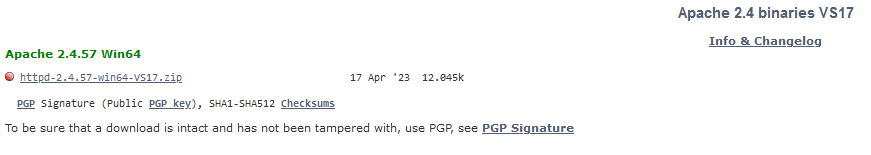 Apache 2.4 binaries VS17
Info & Changelog
Apache 2.4.57 Win64
httpd-2.4.57-win64-VS17.zip 17 Apr '23 12.045k
PGP Signature (Public PGP key), SHA1-SHA512 Checksums
To be sure that a download is intact and has not been tampered with, use PGP, see PGP Signature